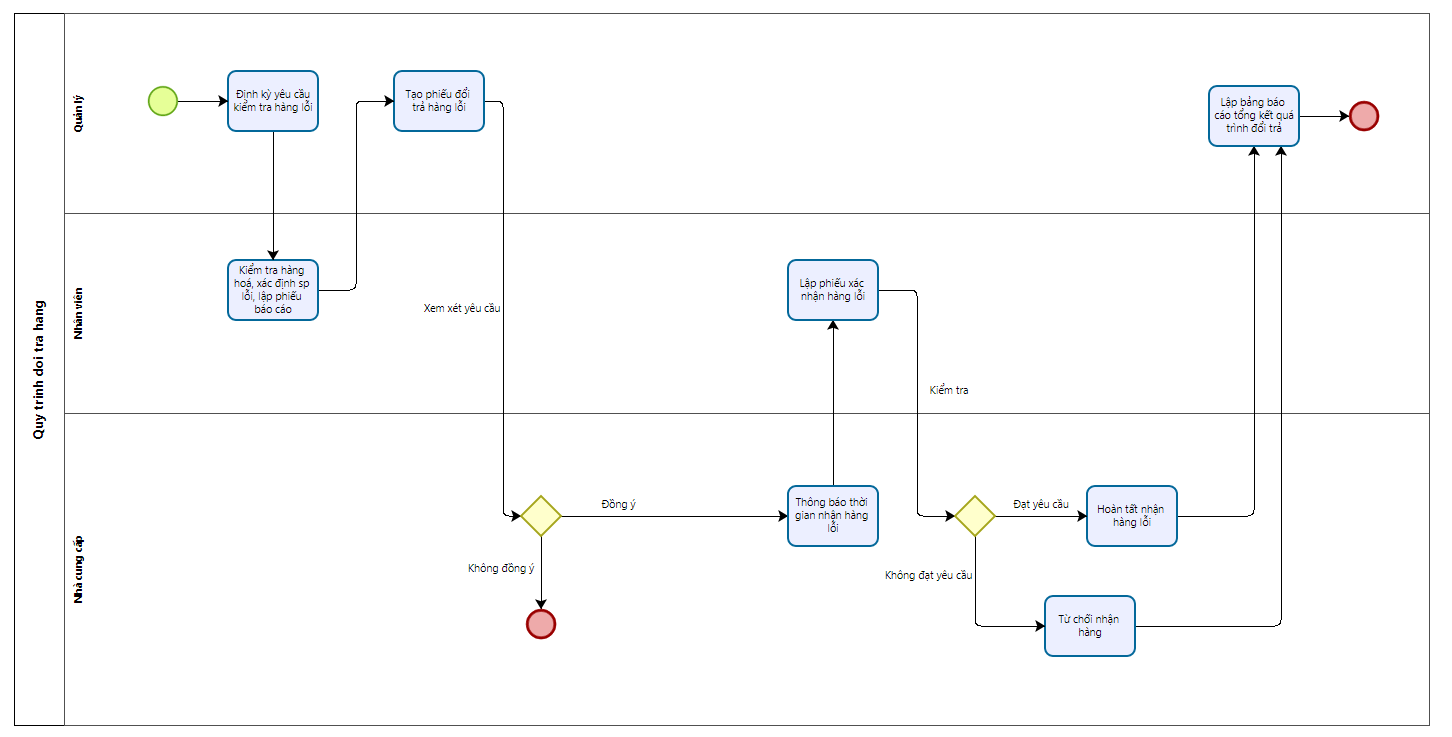 Quy trinh doi tra hang
Quản lý
Định kỳ yêu cầu
kiểm tra hàng lỗi
Tạo phiếu đổi
trả hàng lỗi
Lập bảng báo
cáo tổng kết quá
trình đổi trả
Nhân viên
Kiểm tra hàng
hoá, xác định sp
lỗi, lập phiếu
báo cáo
Xem xét yêu cầu
Lập phiếu xác
nhận hàng lỗi
Kiểm tra
Nhà cung cấp
Đồng ý
Không đồng ý
Thông báo thời
gian nhận hàng
lỗi
Đạt yêu cầu
Hoàn tất nhận
hàng lỗi
Không đạt yêu cầu
Từ chối nhận
hàng